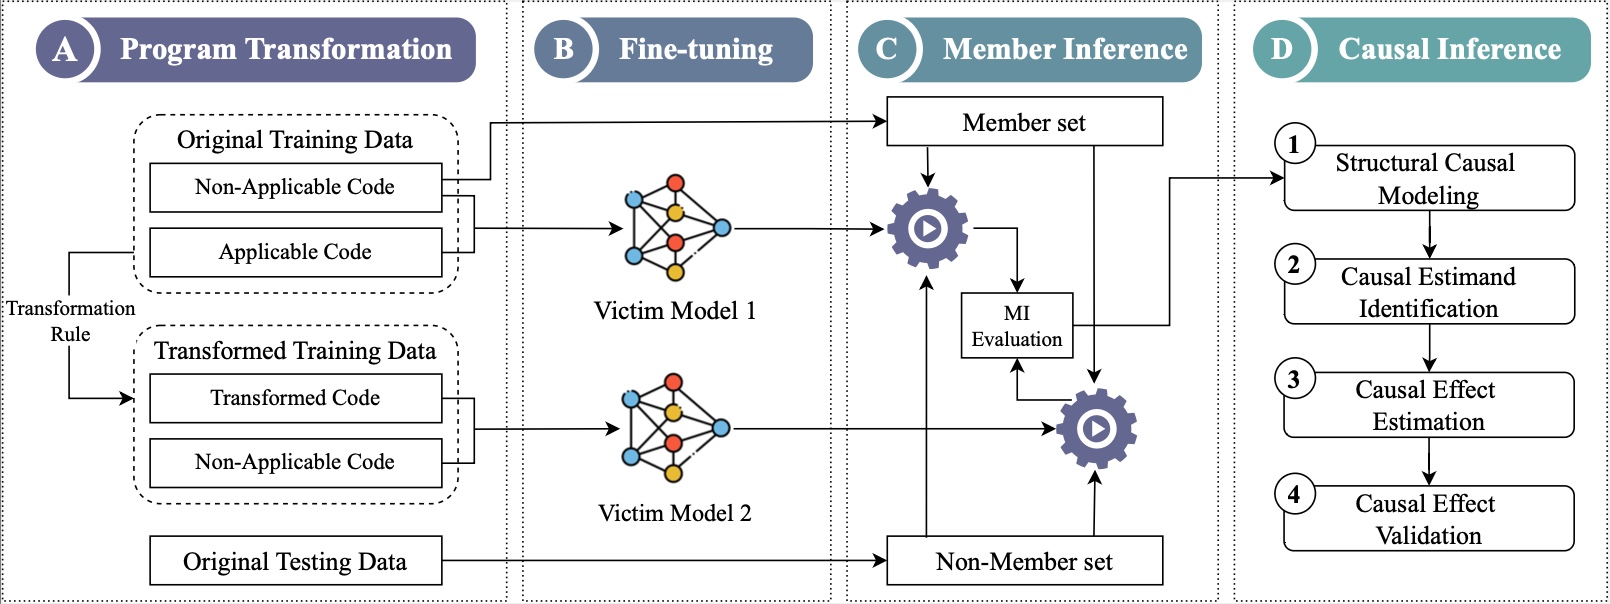 A Program Transformation
B Fine-tuning
C Member Inference
D Causal Inference
Original Training Data
Non-Applicable Code
Applicable Code
Transformation
Rule
Transformed Training Data
Transformed Code
Non-Applicable Code
Original Testing Data
Victim Model 1
Victim Model 2
Member set
MI
Evaluation
Non-Member set
1
Structural Causal
Modeling
2
Causal Estimand
Identification
3
Causal Effect
Estimation
4
Causal Effect
Validation